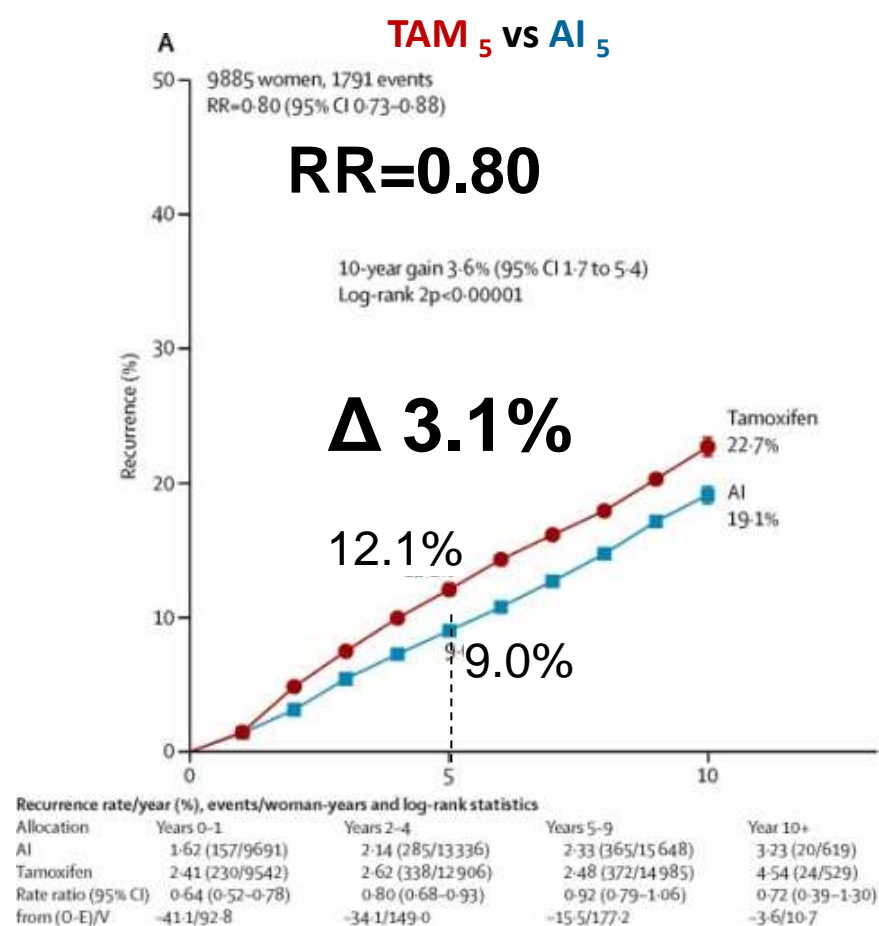 TAM 5 vs AI 5
A
50
9885 women, 1791 events
RR=0·80 (95% CI 0·73–0·88)
RR=0.80
40
10-year gain 3·6% (95% CI 1·7 to 5·4)
Log-rank 2p<0·00001
30
Recurrence (%)
Δ 3.1%
Tamoxifen
22·7%
20
AI
19·1%
12.1%
10
9.0%
0
0 5 10
Recurrence rate/year (%), events/woman-years and log-rank statistics
Allocation Years 0–1 Years 2–4 Years 5–9 Year 10+
AI 1·62 (157/9691) 2·14 (285/13336) 2·33 (365/15648) 3·23 (20/619)
Tamoxifen 2·41 (230/9542) 2·62 (338/12906) 2·48 (372/14985) 4·54 (24/529)
Rate ratio (95% CI) 0·64 (0·52–0·78) 0·80 (0·68–0·93) 0·92 (0·79–1·06) 0·72 (0·39–1·30)
from (O-E)/V –41·1/92·8 –34·1/149·0 –15·5/177·2 –3·6/10·7